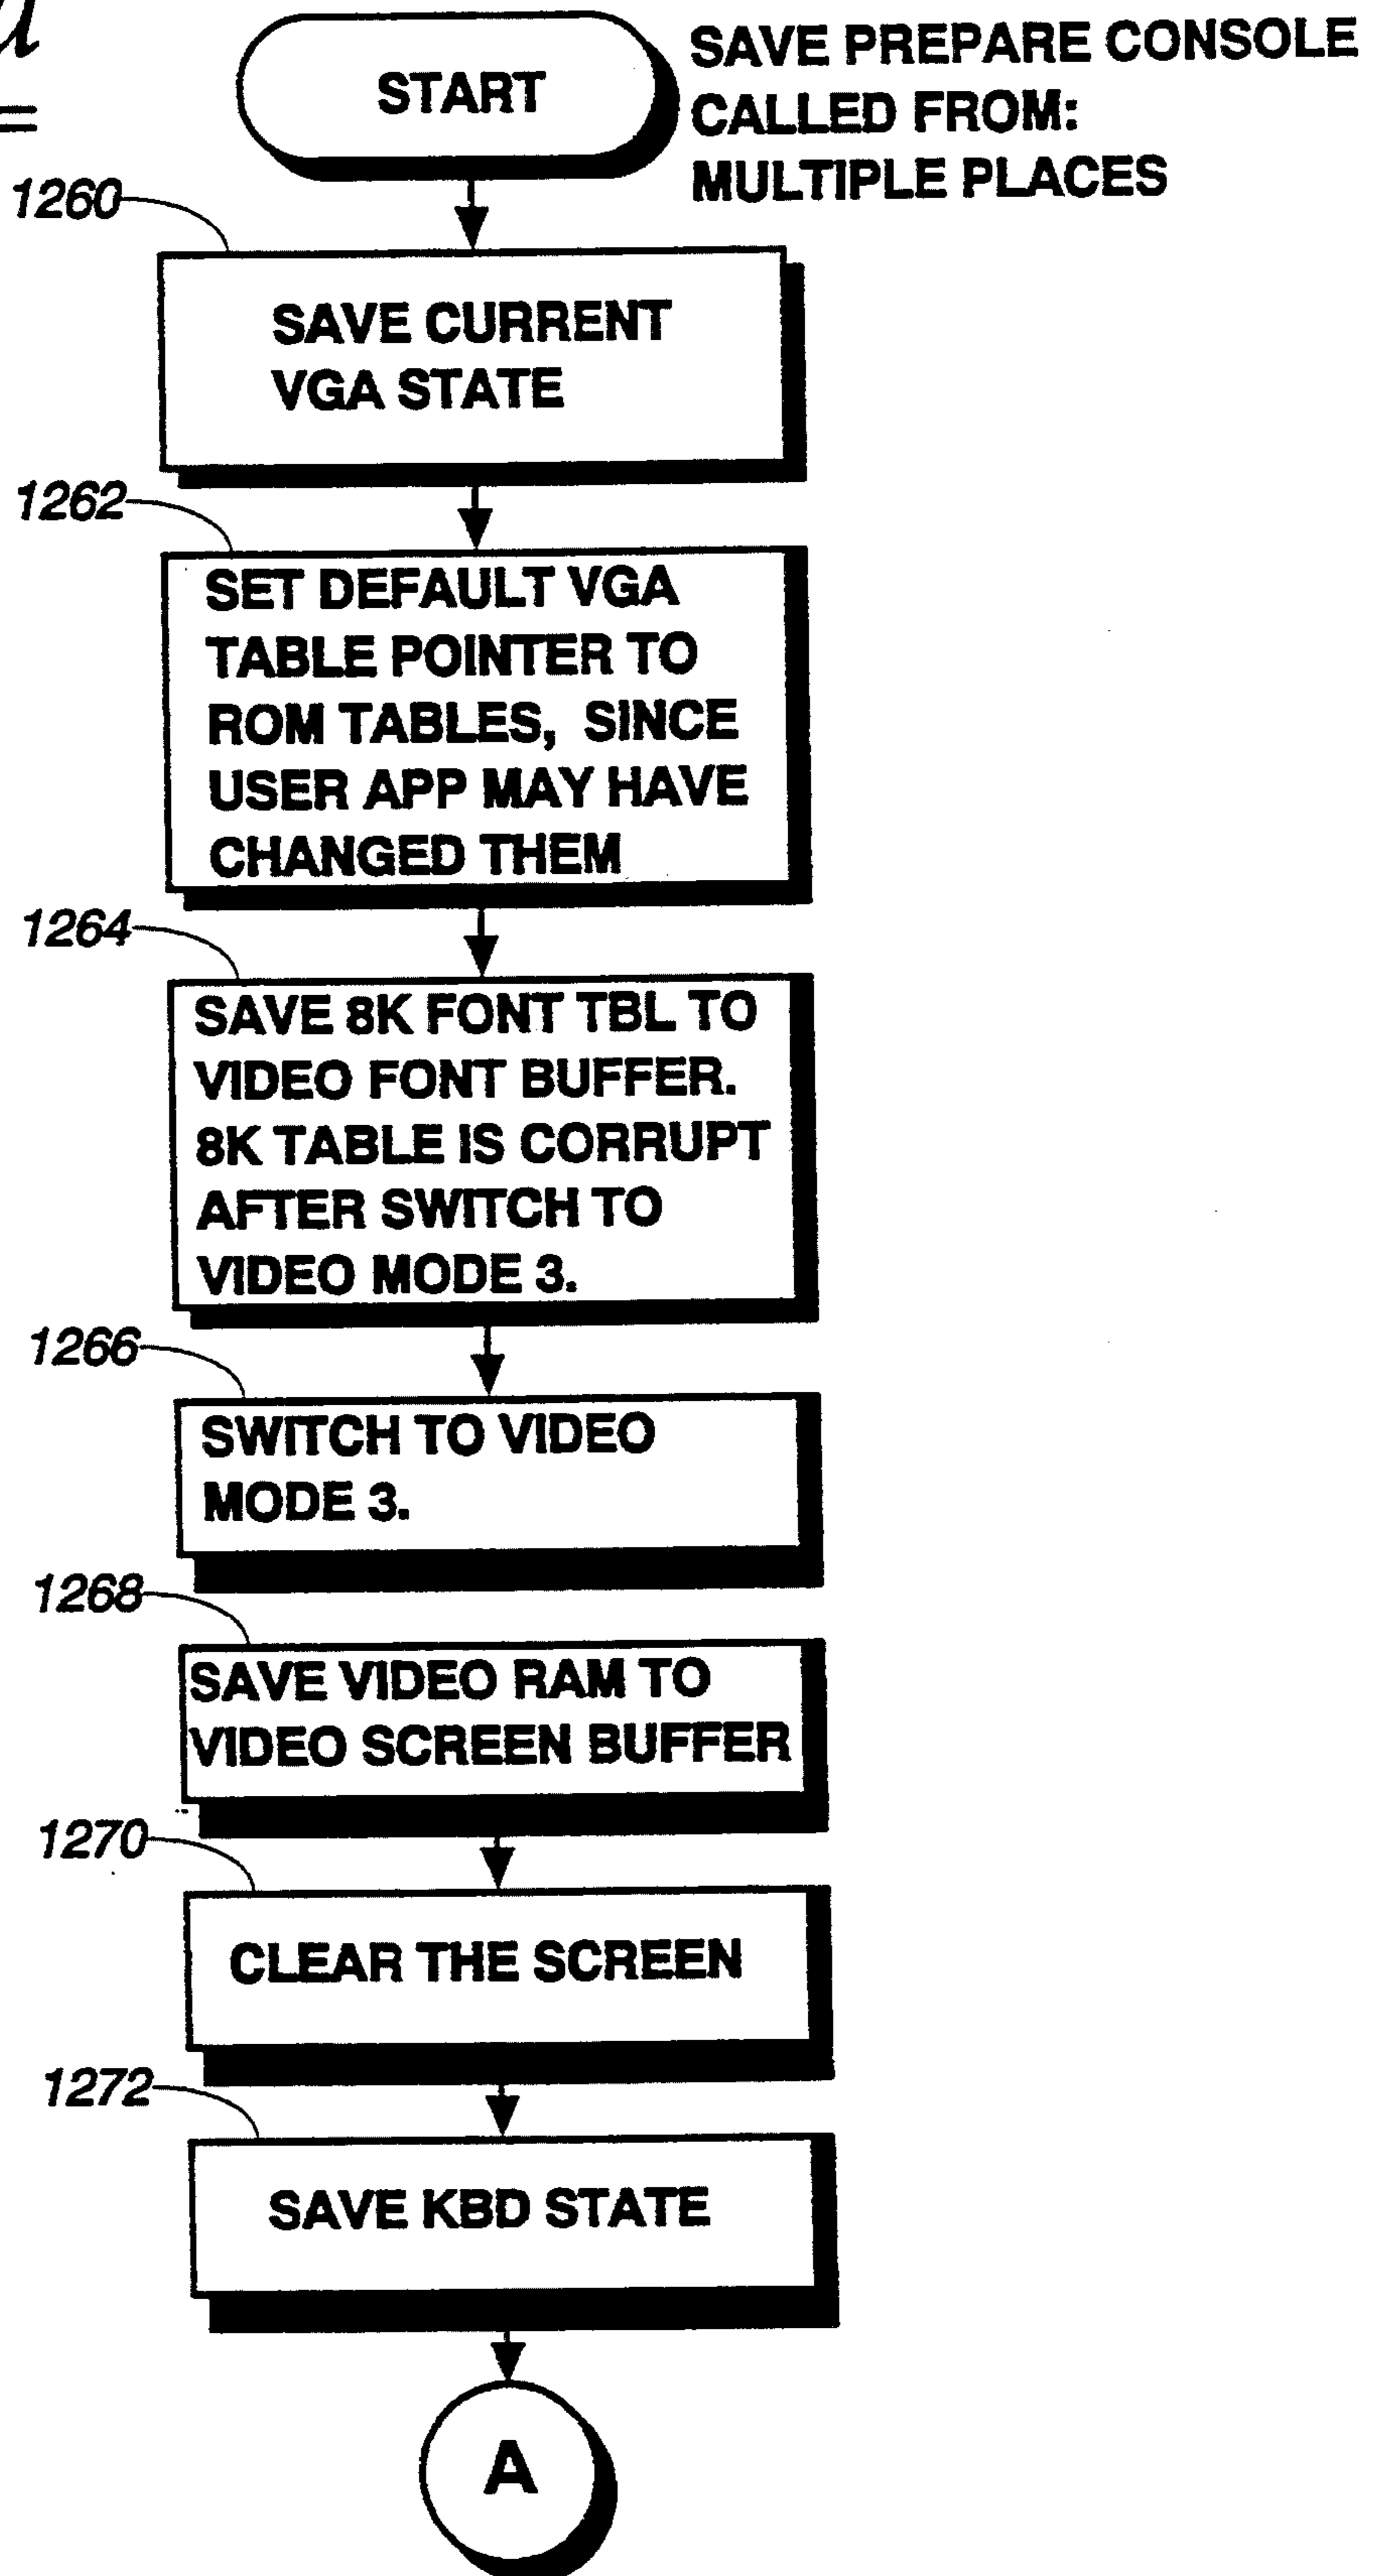 START
SAVE PREPARE CONSOLE
CALLED FROM:
MULTIPLE PLACES
1260
SAVE CURRENT
VGA STATE
1262
SET DEFAULT VGA
TABLE POINTER TO
ROM TABLES, SINCE
USER APP MAY HAVE
CHANGED THEM
1264
SAVE 8K FONT TBL TO
VIDEO FONT BUFFER.
8K TABLE IS CORRUPT
AFTER SWITCH TO
VIDEO MODE 3.
1266
SWITCH TO VIDEO
MODE 3.
1268
SAVE VIDEO RAM TO
VIDEO SCREEN BUFFER
1270
CLEAR THE SCREEN
1272
SAVE KBD STATE
A